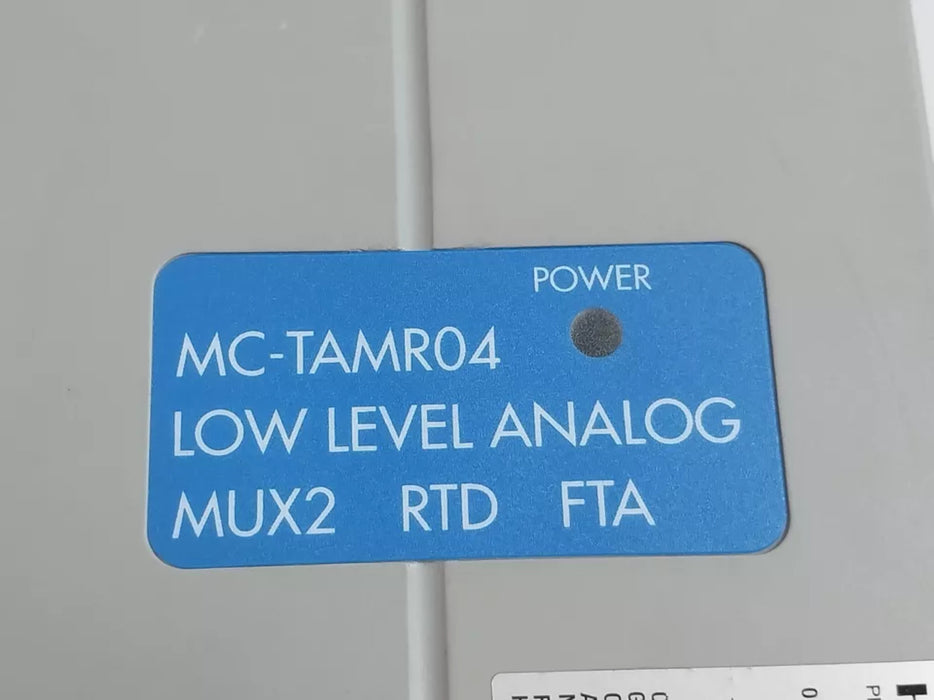 POWER
MC-TAMR04
LOW LEVEL ANALOG
MUX2 RTD FTA